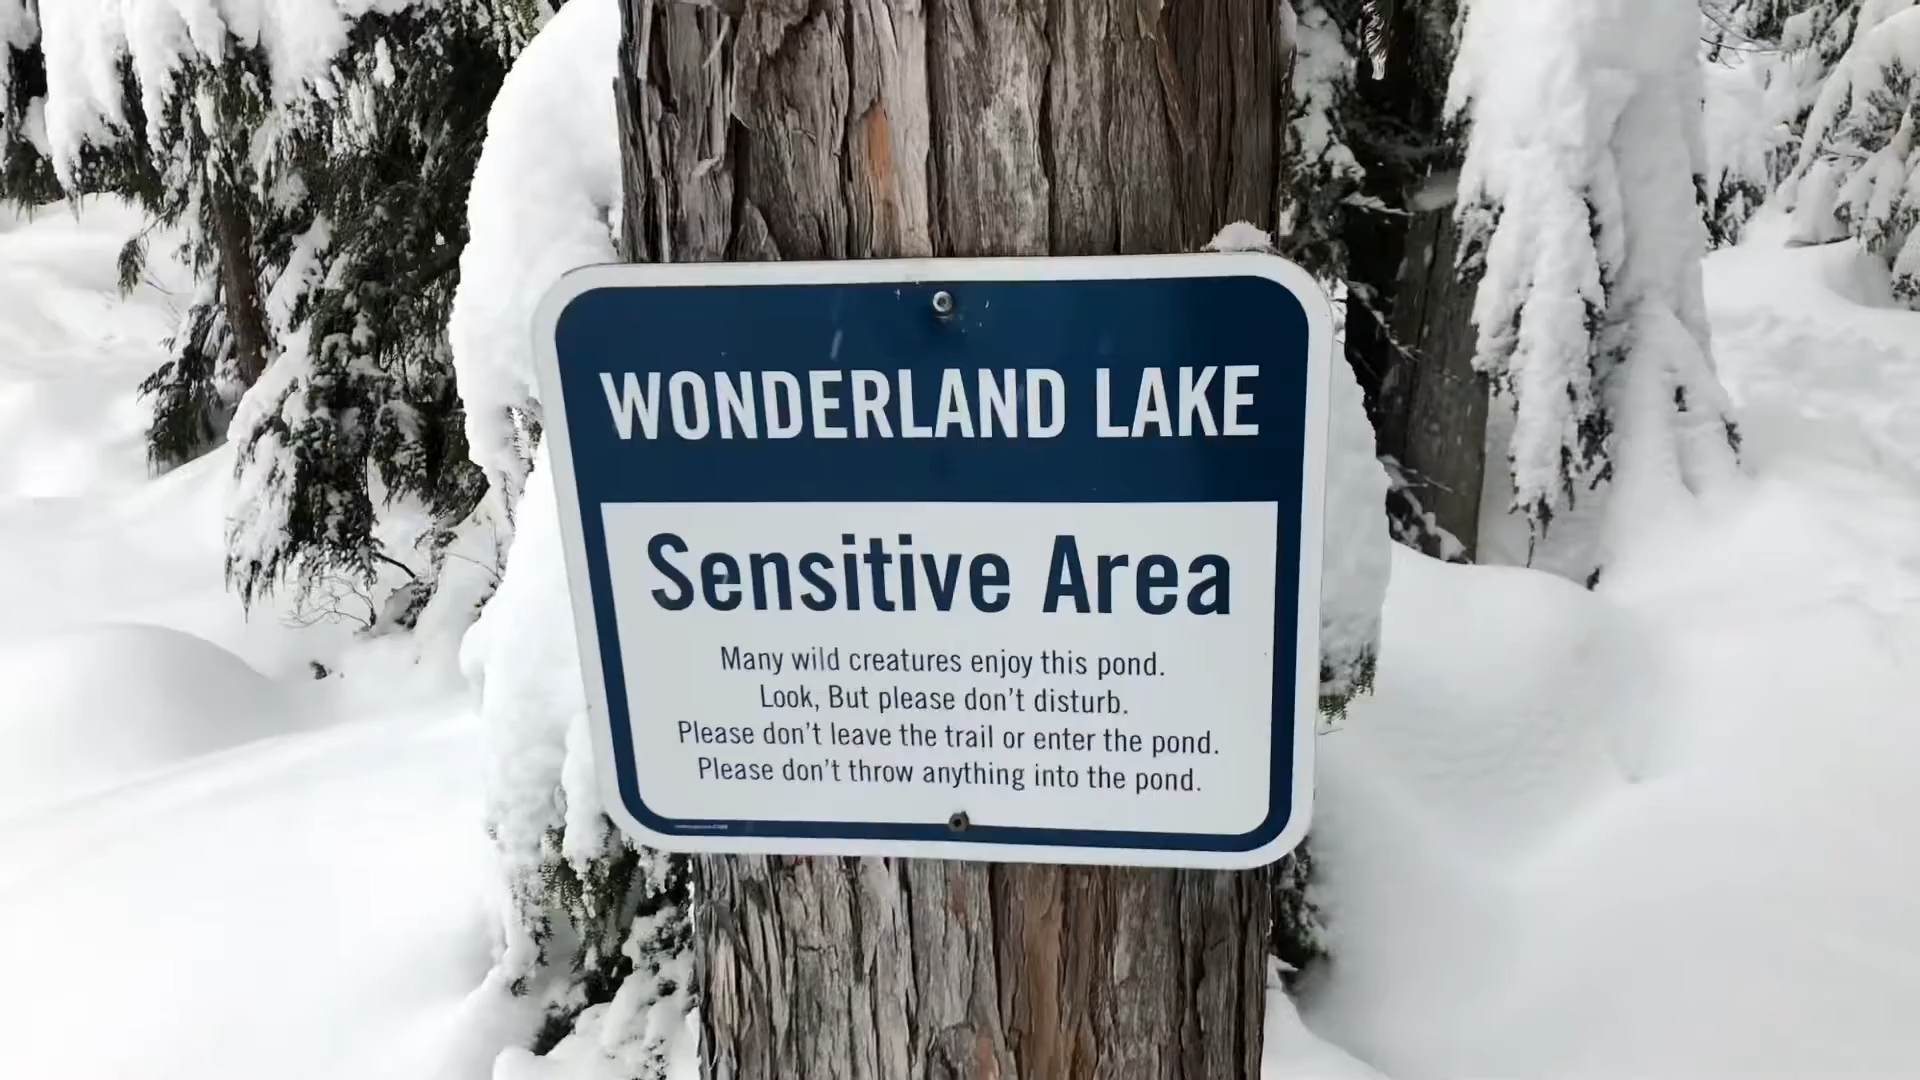 WONDERLAND LAKE
Sensitive Area
Many wild creatures enjoy this pond.
Look, But please don't disturb.
Please don't leave the trail or enter the pond.
Please don't throw anything into the pond.